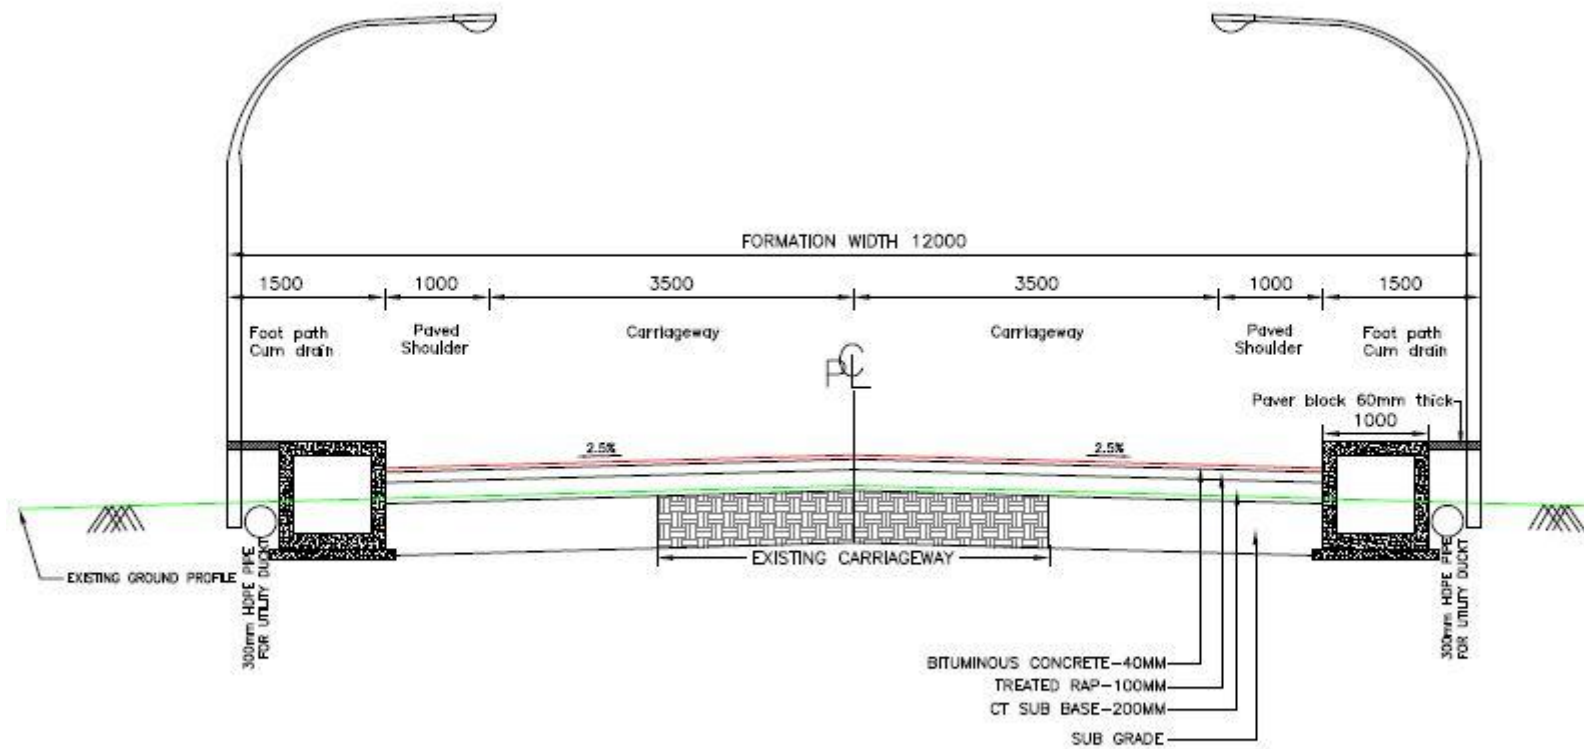 FORMATION WIDTH 12000
1500 1000 3500 3500 1000 1500
Foot path
Cum drain
Paved
Shoulder
Carriageway
Carriageway
Paved
Shoulder
Foot path
Cum drain
P
CL
Paver block 60mm thick
1000
2.5%
2.5%
EXISTING CARRIAGEWAY
EXISTING GROUND PROFILE
300mm HDPE PIPE
FOR UTILITY DUCKT
300mm HDPE PIPE
FOR UTILITY DUCKT
BITUMINOUS CONCRETE-40MM
TREATED RAP-100MM
CT SUB BASE-200MM
SUB GRADE